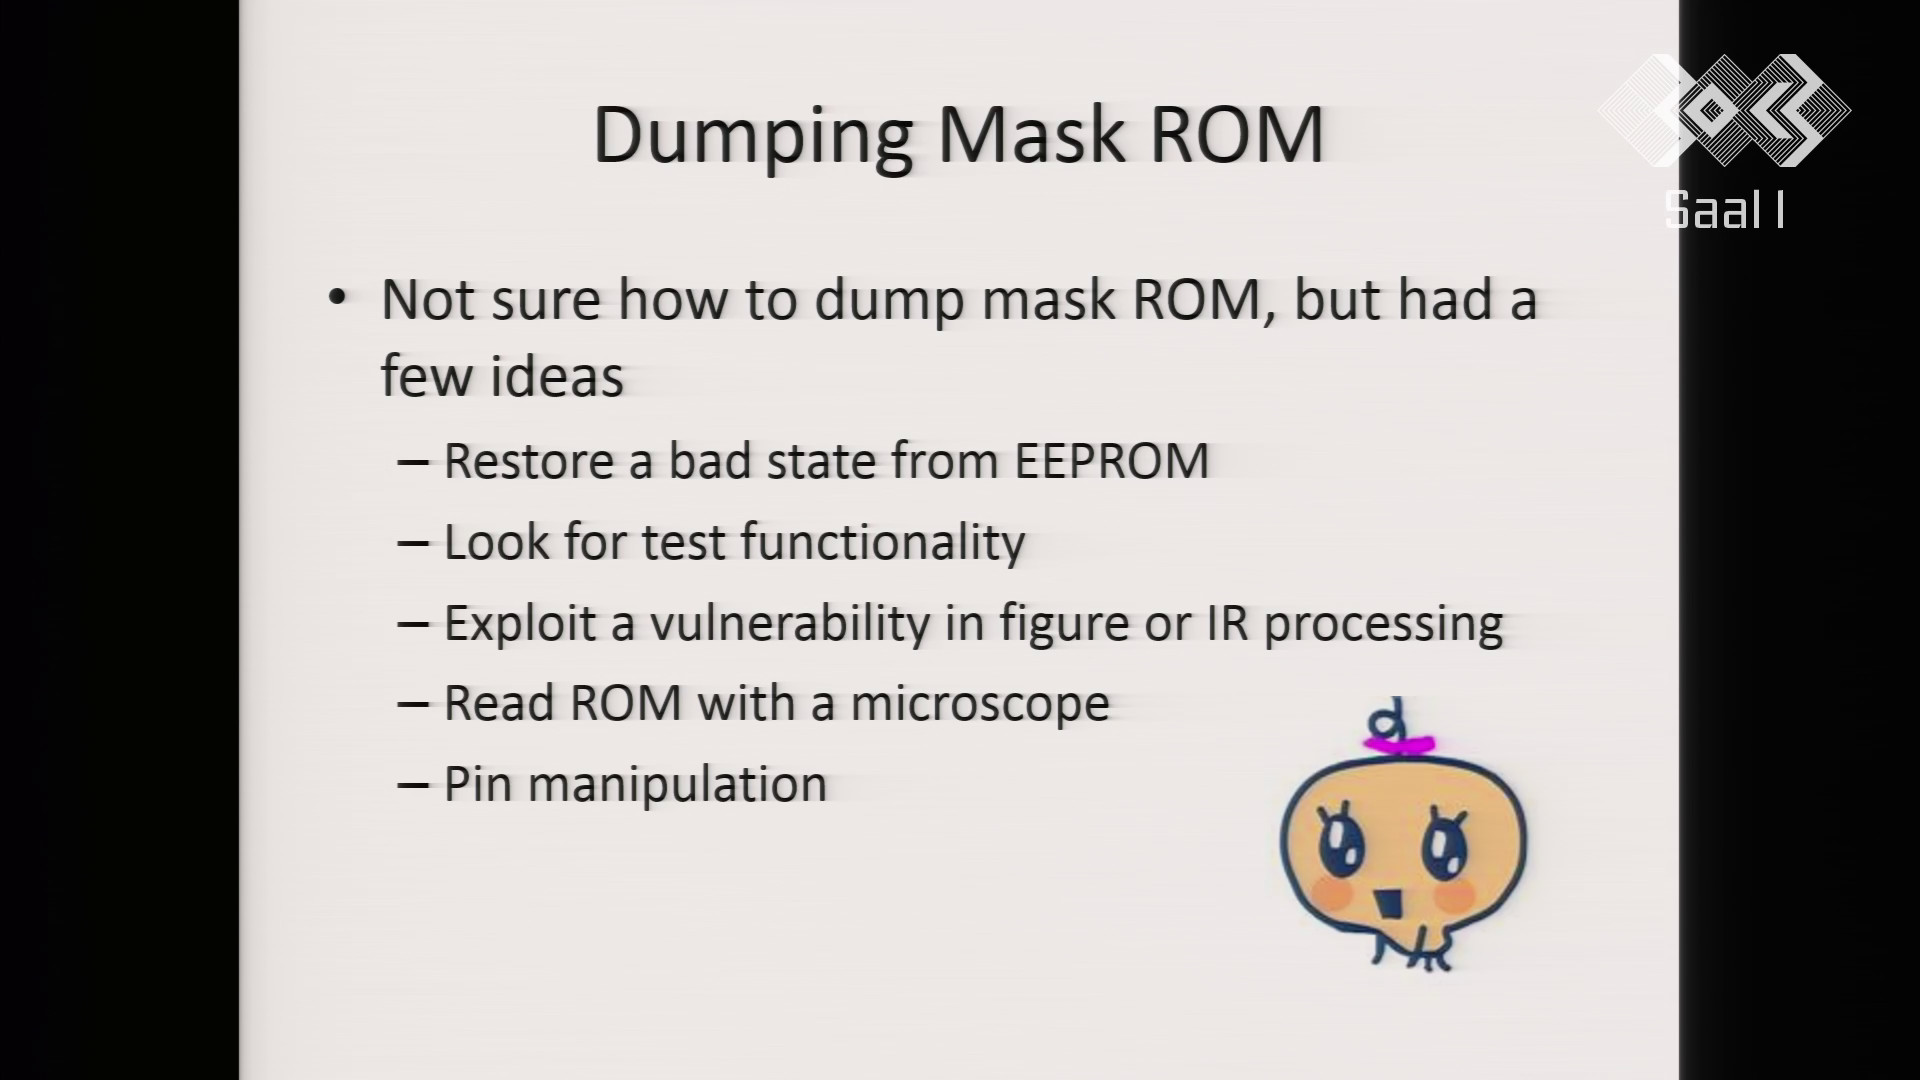 Dumping Mask ROM
Saal 1
• Not sure how to dump mask ROM, but had a
few ideas
– Restore a bad state from EEPROM
– Look for test functionality
– Exploit a vulnerability in figure or IR processing
– Read ROM with a microscope
– Pin manipulation